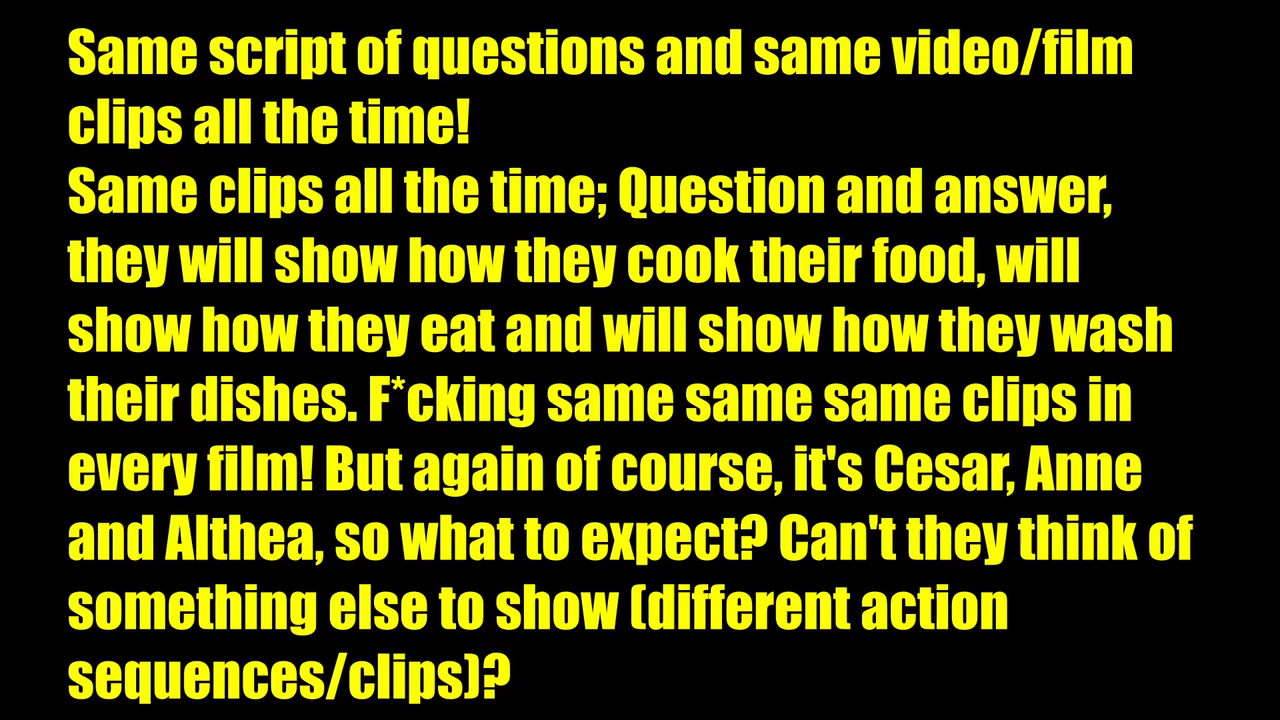 Same script of questions and same video/film
clips all the time!
Same clips all the time; Question and answer,
they will show how they cook their food, will
show how they eat and will show how they wash
their dishes. F*cking same same same clips in
every film! But again of course, it's Cesar, Anne
and Althea, so what to expect? Can't they think of
something else to show (different action
sequences/clips)?